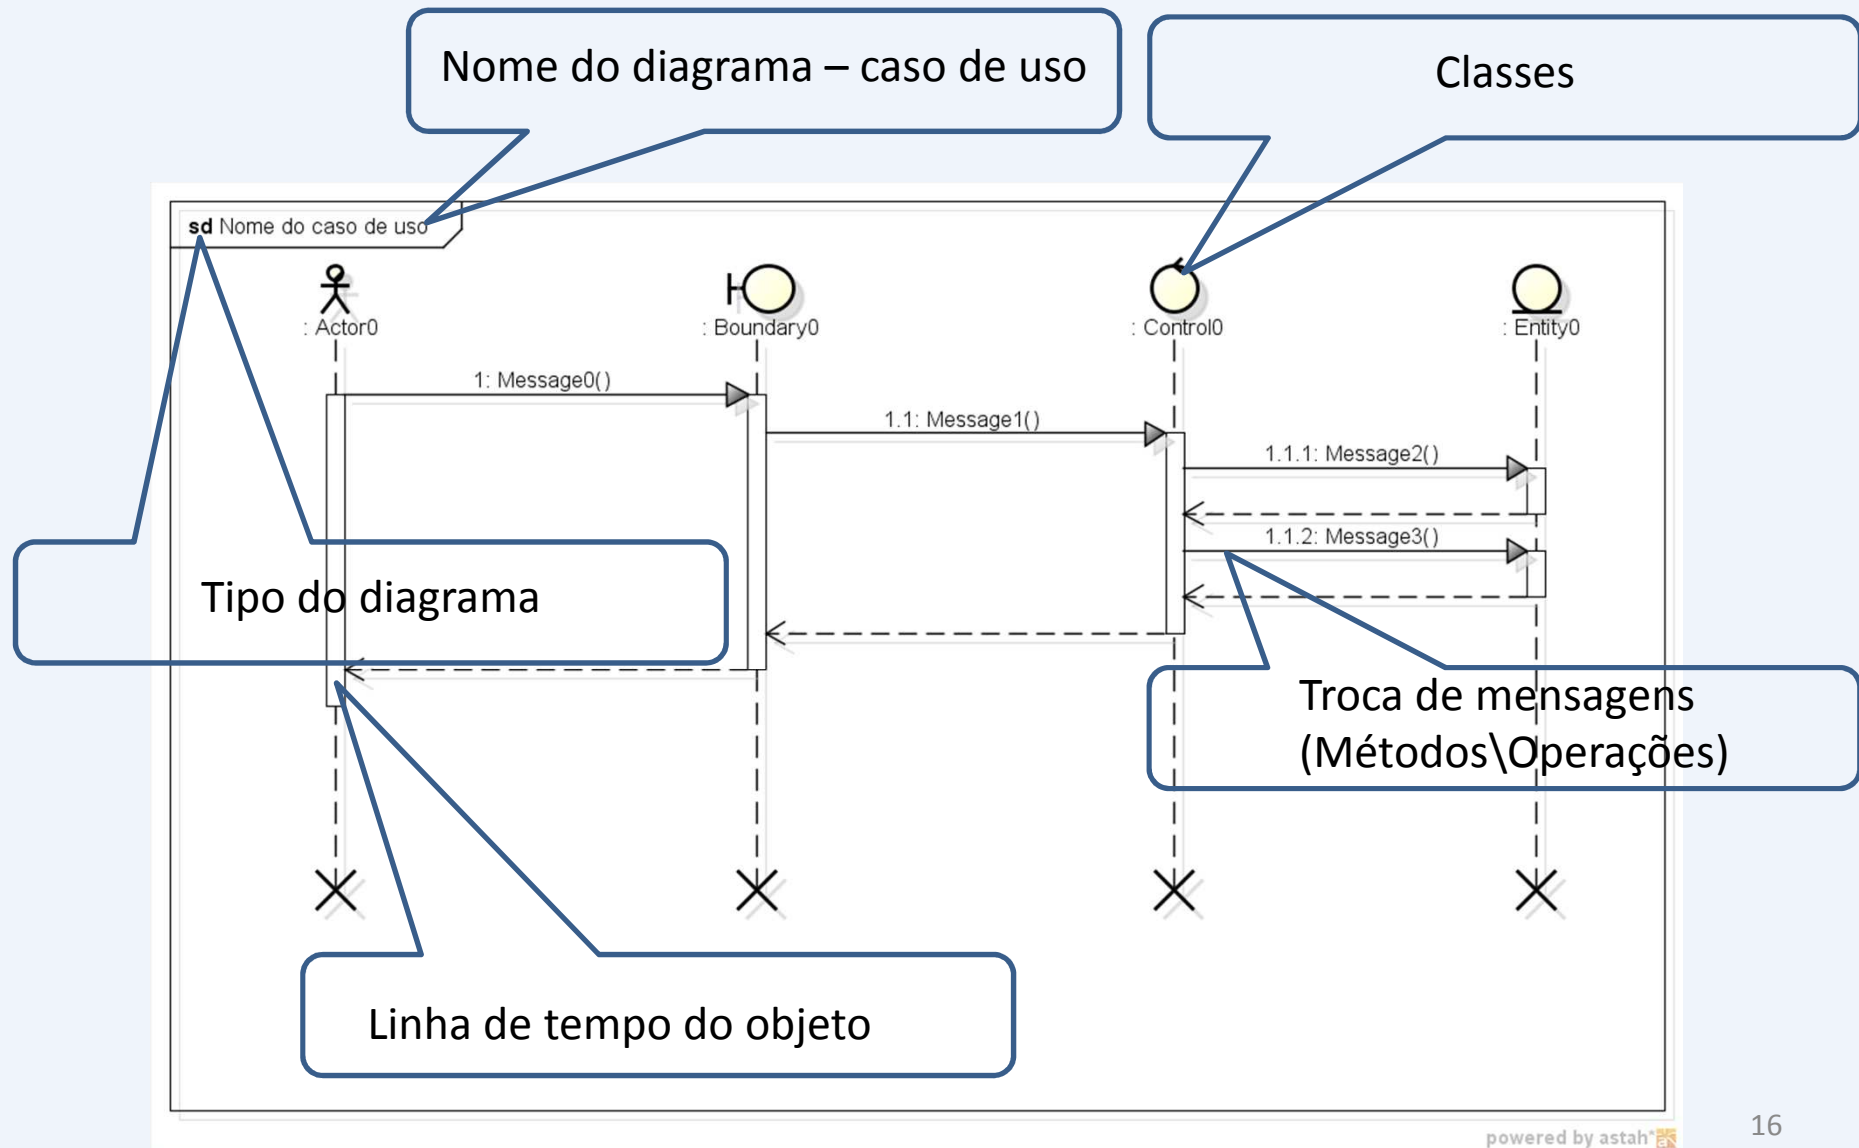 Nome do diagrama – caso de uso
Classes
sd Nome do caso de uso
: Actor0
: Boundary0
: Control0
: Entity0
1: Message0()
1.1: Message1()
1.1.1: Message2()
1.1.2: Message3()
Tipo do diagrama
Troca de mensagens
(Métodos\Operações)
Linha de tempo do objeto
powered by astah*
16